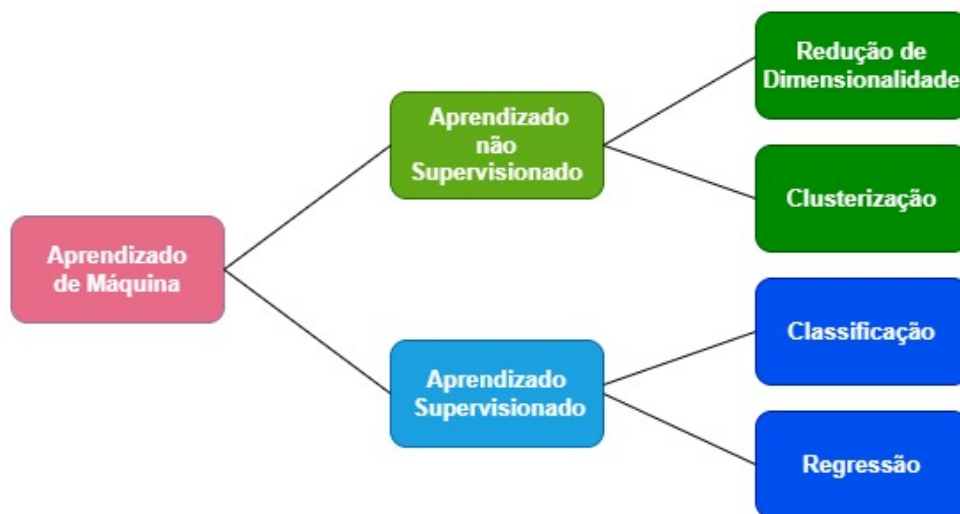 Aprendizado
de Máquina
Aprendizado
não
Supervisionado
Redução de
Dimensionalidade
Clusterização
Aprendizado
Supervisionado
Classificação
Regressão